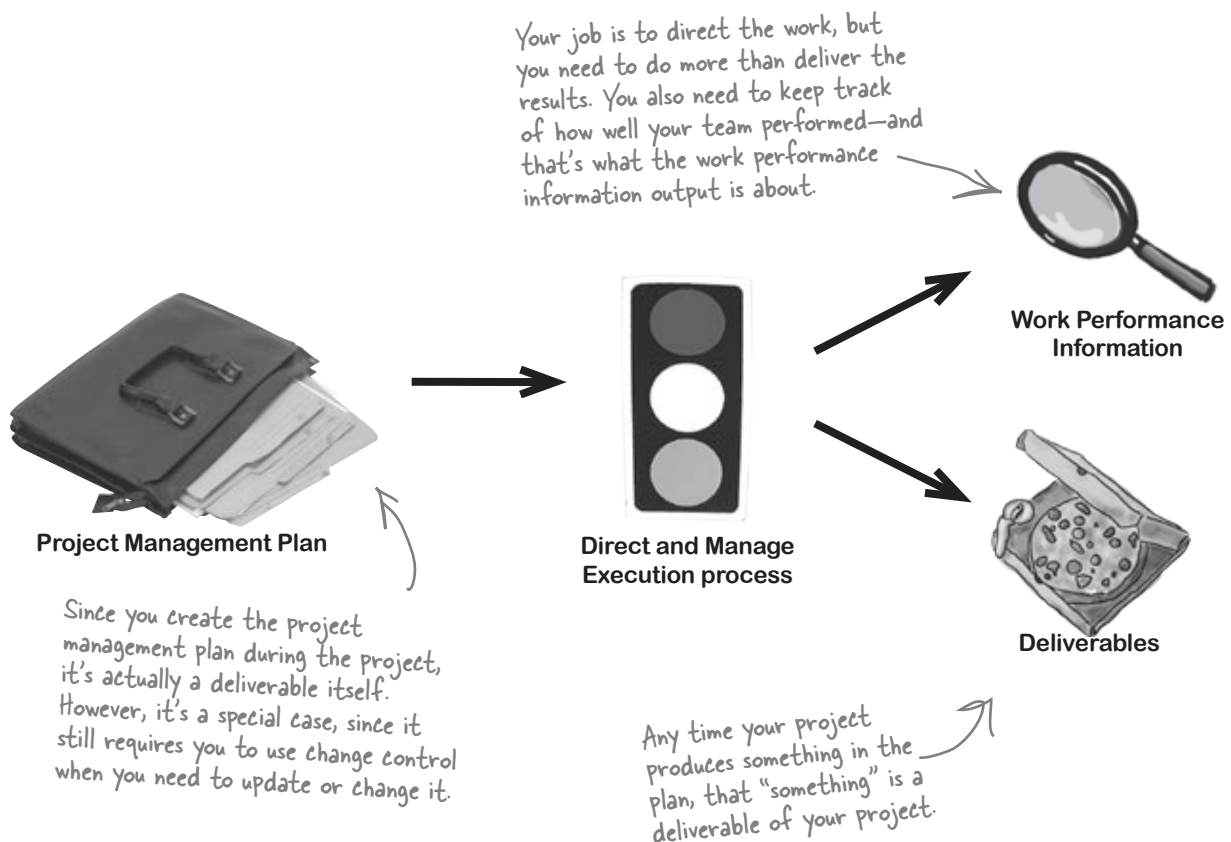 Your job is to direct the work, but
you need to do more than deliver the
results. You also need to keep track
of how well your team performed—and
that's what the work performance
information output is about.
Work Performance
Information
Project Management Plan
Direct and Manage
Execution process
Deliverables
Since you create the project
management plan during the project,
it's actually a deliverable itself.
However, it's a special case, since it
still requires you to use change control
when you need to update or change it.
Any time your project
produces something in the
plan, that “something” is a
deliverable of your project.